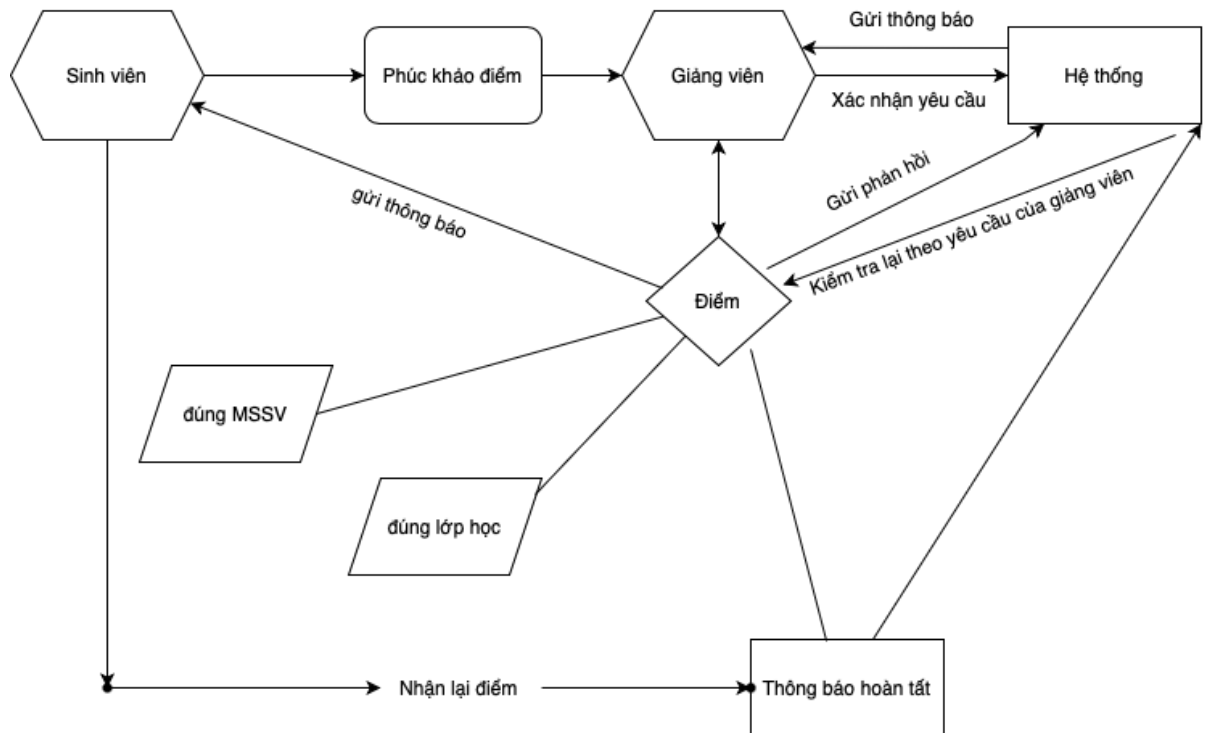 Gửi thông báo
Sinh viên
Phúc khảo điểm
Giảng viên
Hệ thống
Xác nhận yêu cầu
Gửi phản hồi
gửi thông báo
Kiểm tra lại theo yêu cầu của giảng viên
Điểm
đúng MSSV
đúng lớp học
Nhận lại điểm
Thông báo hoàn tất